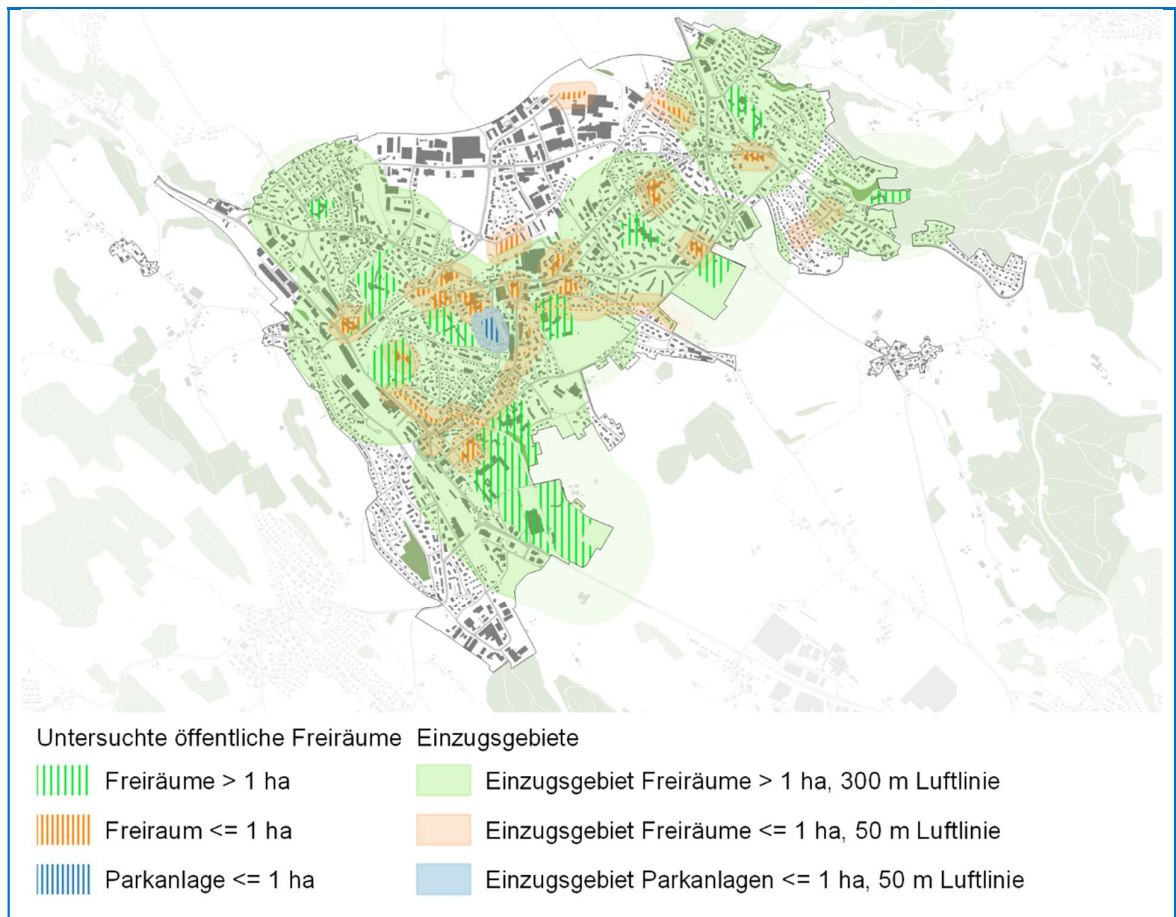 Untersuchte öffentliche Freiräume Einzugsgebiete
Freiräume > 1 ha Einzugsgebiet Freiräume > 1 ha, 300 m Luftlinie
Freiraum <= 1 ha Einzugsgebiet Freiräume <= 1 ha, 50 m Luftlinie
Parkanlage <= 1 ha Einzugsgebiet Parkanlagen <= 1 ha, 50 m Luftlinie